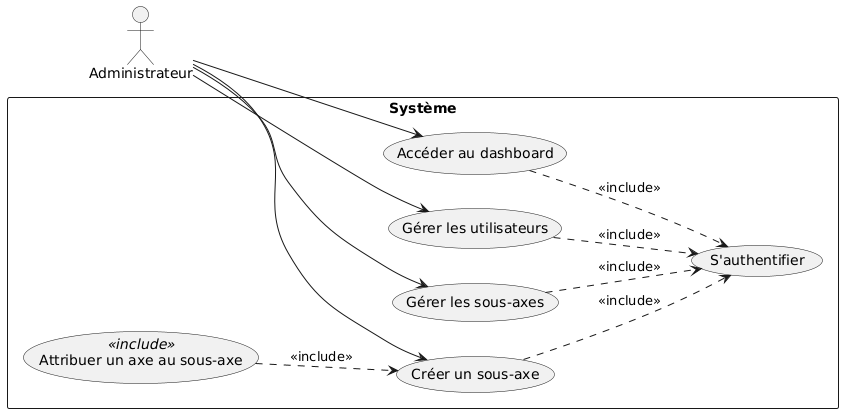 Administrateur
Système
Accéder au dashboard
«include»
Gérer les utilisateurs
«include»
S'authentifier
«include»
Gérer les sous-axes
«include»
«include»
Attribuer un axe au sous-axe
«include»
Créer un sous-axe